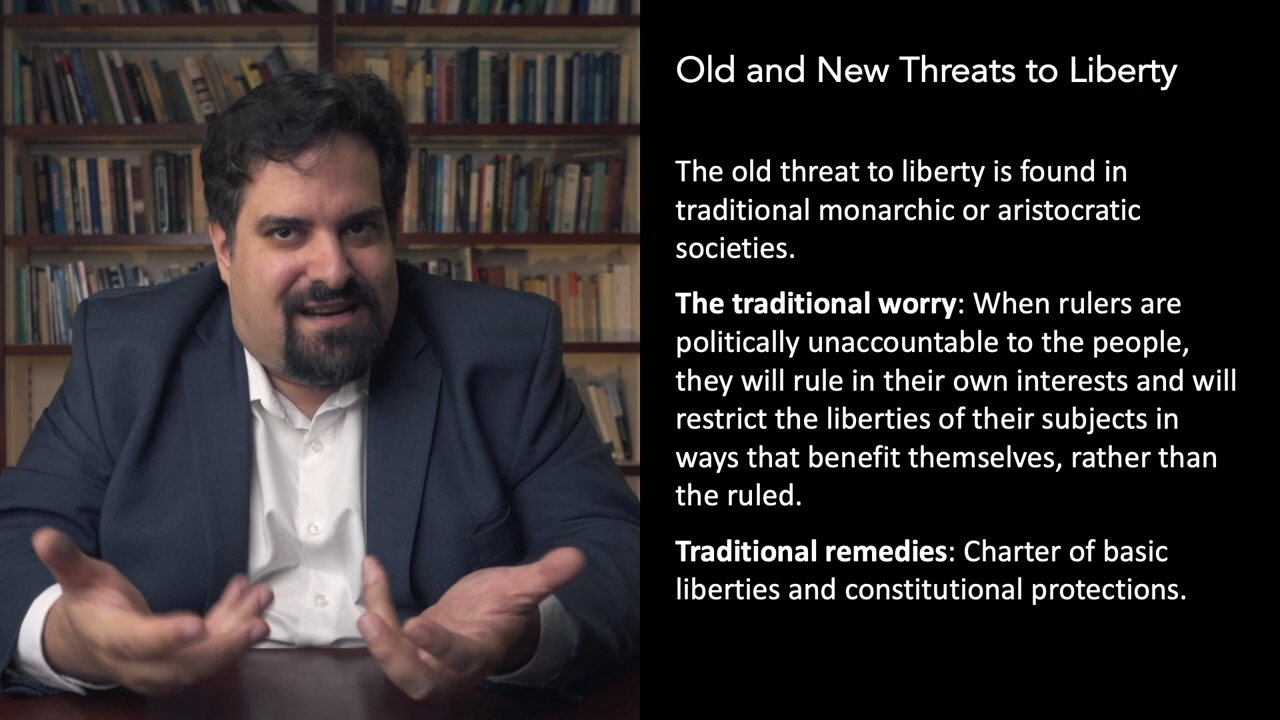 Old and New Threats to Liberty
The old threat to liberty is found in
traditional monarchic or aristocratic
societies.
The traditional worry: When rulers are
politically unaccountable to the people,
they will rule in their own interests and will
restrict the liberties of their subjects in
ways that benefit themselves, rather than
the ruled.
Traditional remedies: Charter of basic
liberties and constitutional protections.